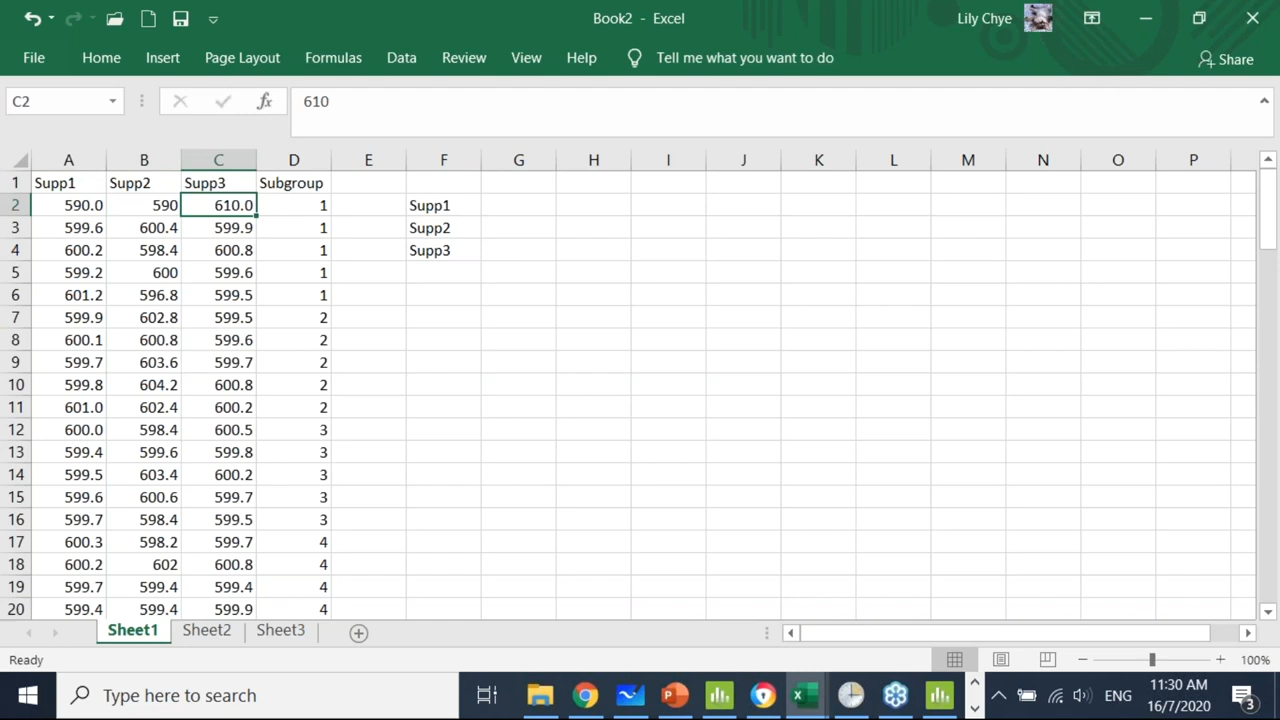 Book2 - Excel
Lily Chye
File Home Insert Page Layout Formulas Data Review View Help Tell me what you want to do Share
C2 fx 610
A B C D E F G H I J K L M N O P
1 Supp1 Supp2 Supp3 Subgroup
2 590.0 590 610.0 1 Supp1
3 599.6 600.4 599.9 1 Supp2
4 600.2 598.4 600.8 1 Supp3
5 599.2 600 599.6 1
6 601.2 596.8 599.5 1
7 599.9 602.8 599.5 2
8 600.1 600.8 599.6 2
9 599.7 603.6 599.7 2
10 599.8 604.2 600.8 2
11 601.0 602.4 600.2 2
12 600.0 598.4 600.5 3
13 599.4 599.6 599.8 3
14 599.5 603.4 600.2 3
15 599.6 600.6 599.7 3
16 599.7 598.4 599.5 3
17 600.3 598.2 599.7 4
18 600.2 602 600.8 4
19 599.7 599.4 599.4 4
20 599.4 599.4 599.9 4
Sheet1 Sheet2 Sheet3
Ready 100%
Type here to search ENG 11:30 AM 3
16/7/2020